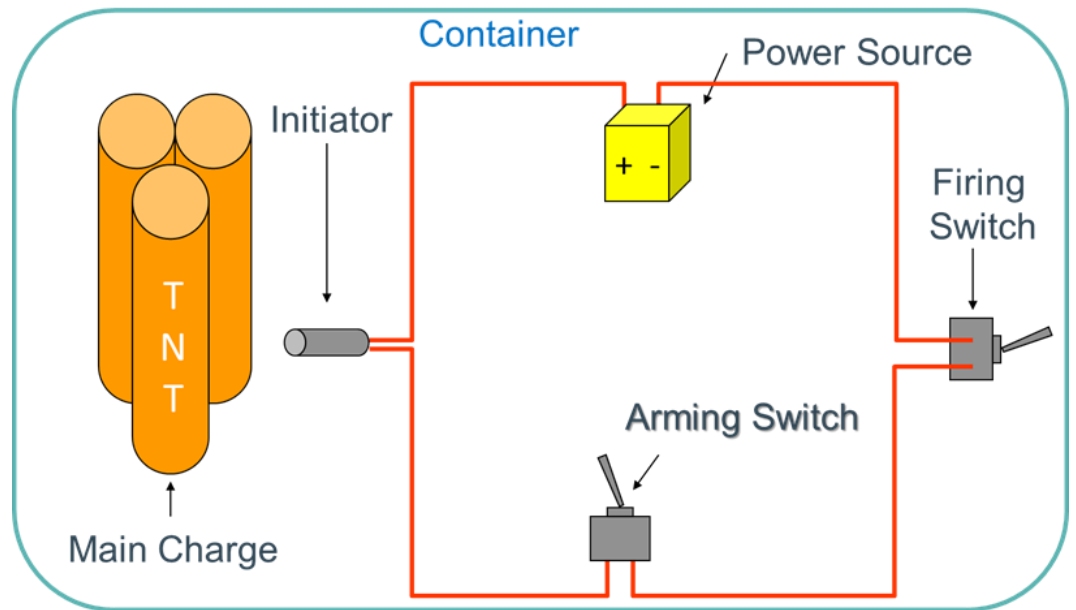 Container
Power Source
Initiator
Firing
Switch
+ -
T
N
T
Arming Switch
Main Charge